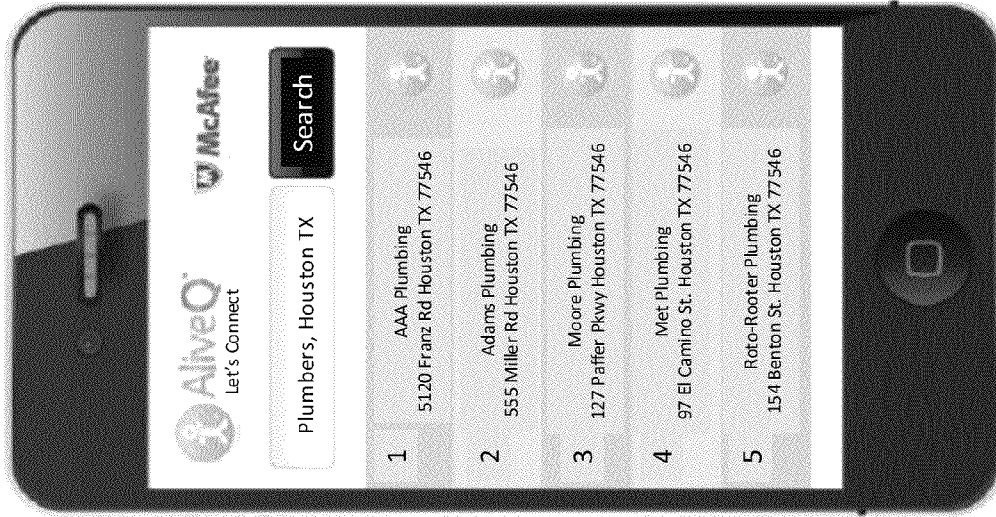 AliveQ™
Let's Connect
McAfee
Plumbers, Houston TX
Search
1
AAA Plumbing
5120 Franz Rd Houston TX 77546
2
Adams Plumbing
555 Miller Rd Houston TX 77546
3
Moore Plumbing
127 Paffer Pkwy Houston TX 77546
4
Met Plumbing
97 El Camino St. Houston TX 77546
5
Roto-Rooter Plumbing
154 Benton St. Houston TX 77546